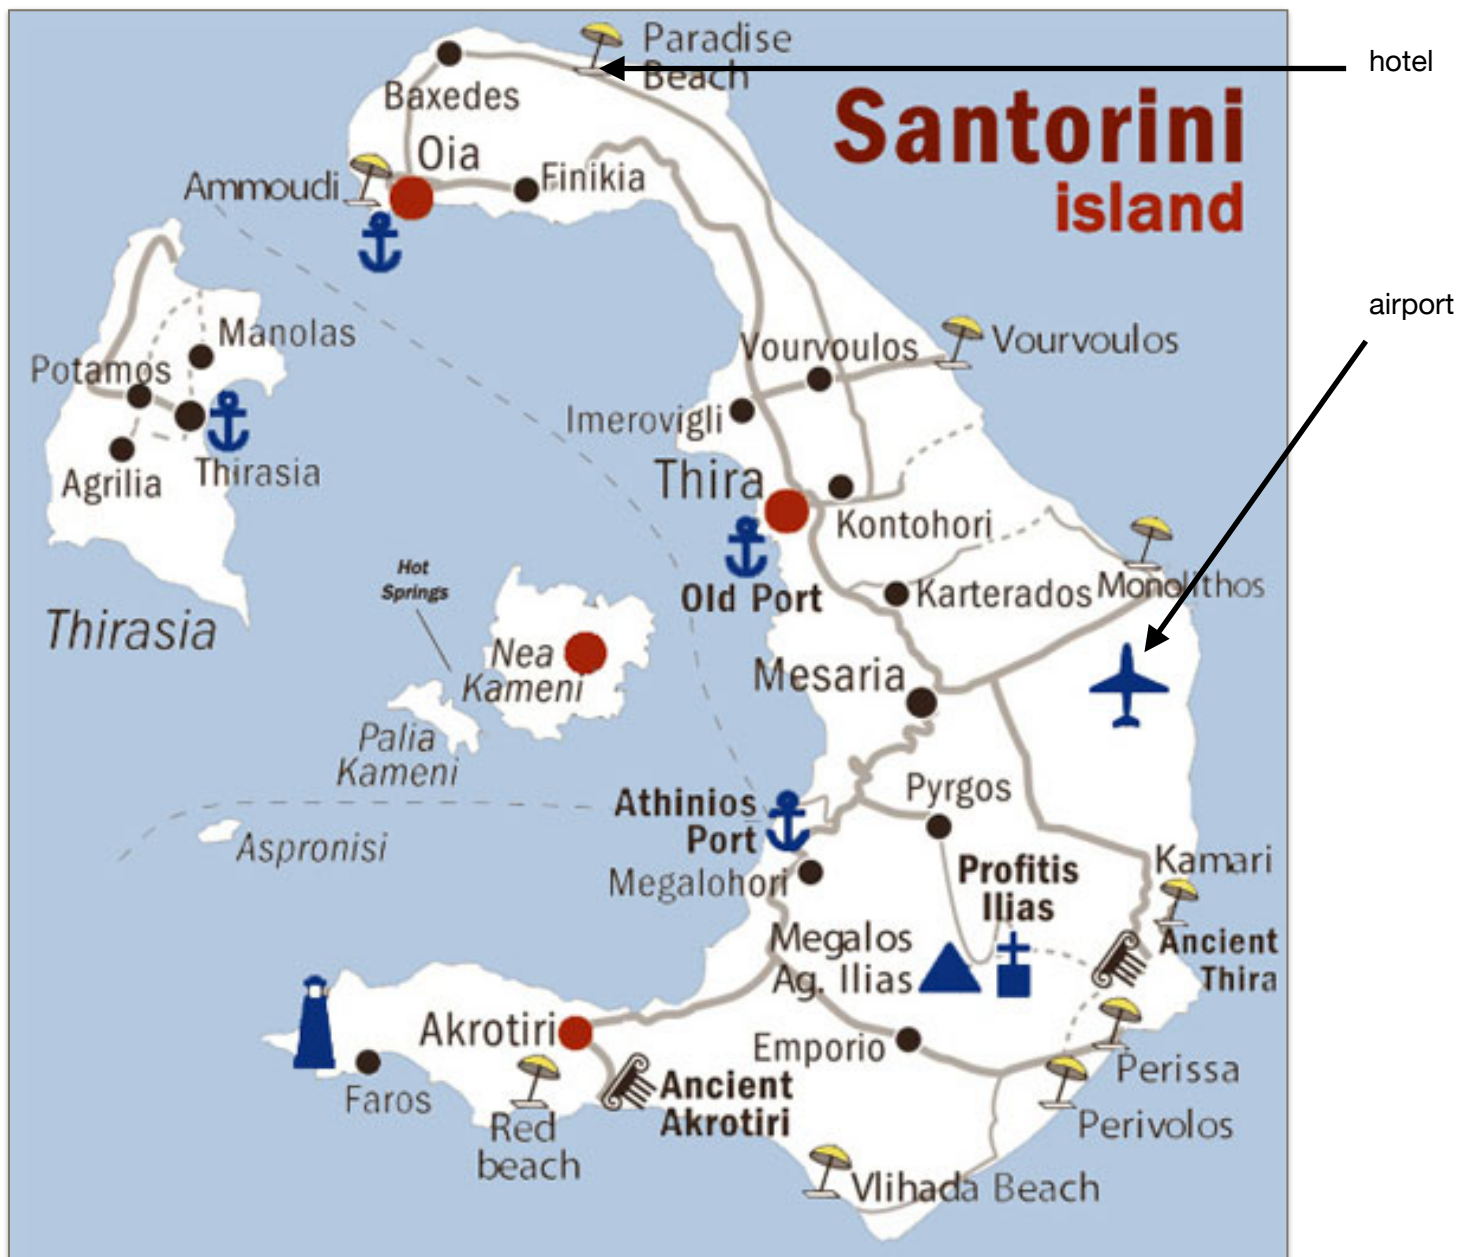 Paradise
Beach
hotel
Baxedes
Santorini
island
Oia
Finikia
Ammoudi
airport
Manolas
Vourvoulos
Vourvoulos
Potamos
Imerovigli
Agrilia
Thirasia
Thira
Kontohori
Hot
Springs
Old Port
Karterados
Monolithos
Thirasia
Nea
Kameni
Mesaria
Palia
Kameni
Athinios
Port
Pyrgos
Aspronisi
Megalohori
Profitis
Ilias
Kamari
Megalos
Ag. Ilias
Ancient
Thira
Akrotiri
Emporio
Perissa
Faros
Ancient
Akrotiri
Red
beach
Perivolos
Vlihada Beach